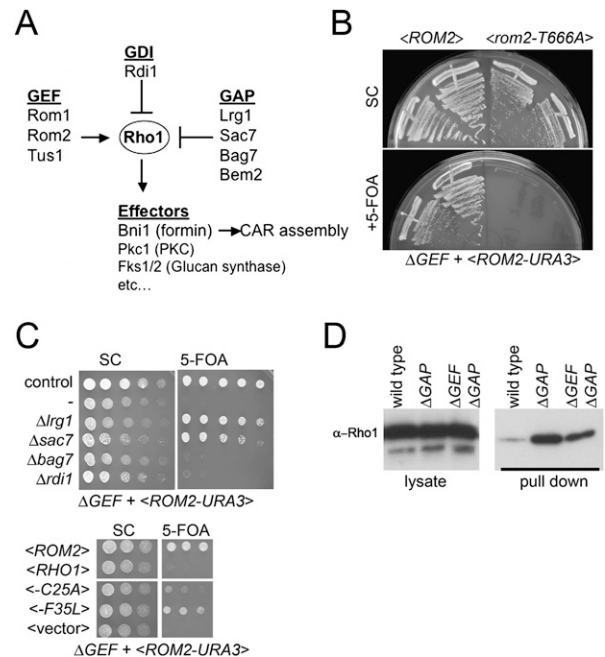 A
GDI
Rdi1
GEF
Rom1
Rom2
Tus1
Rho1
GAP
Lrg1
Sac7
Bag7
Bem2
Effectors
Bni1 (formin) CAR assembly
Pkc1 (PKC)
Fks1/2 (Glucan synthase)
etc...
B
<ROM2> <rom2-T666A>
SC
+5-FOA
ΔGEF + <ROM2-URA3>
C
SC 5-FOA
control
-
Δlrg1
Δsac7
Δbag7
Δrdi1
ΔGEF + <ROM2-URA3>
SC 5-FOA
<ROM2>
<RHO1>
<-C25A>
<-F35L>
<vector>
ΔGEF + <ROM2-URA3>
D
wild type
ΔGAP
ΔGEF
ΔGAP
wild type
ΔGAP
ΔGEF
ΔGAP
α-Rho1
lysate pull down